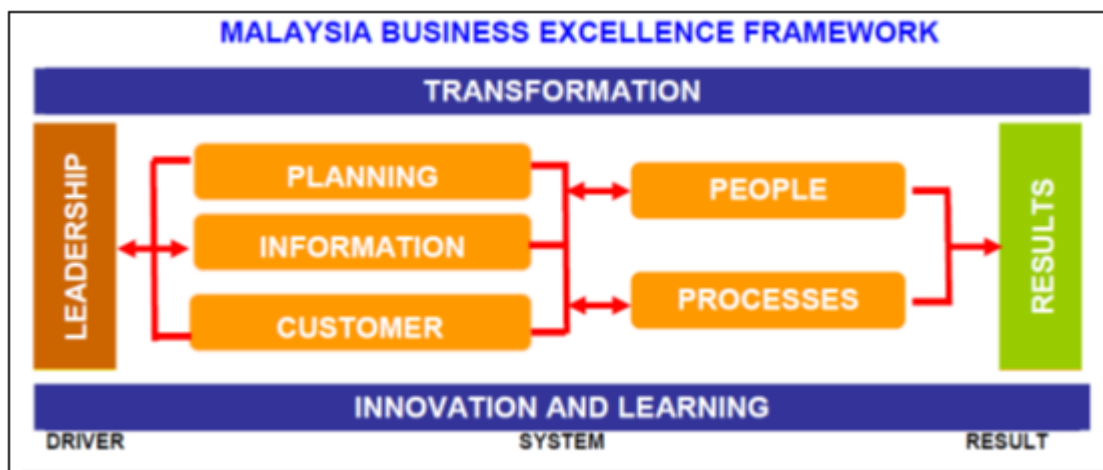 MALAYSIA BUSINESS EXCELLENCE FRAMEWORK
TRANSFORMATION
LEADERSHIP
PLANNING
INFORMATION
CUSTOMER
PEOPLE
PROCESSES
RESULTS
INNOVATION AND LEARNING
DRIVER SYSTEM RESULT